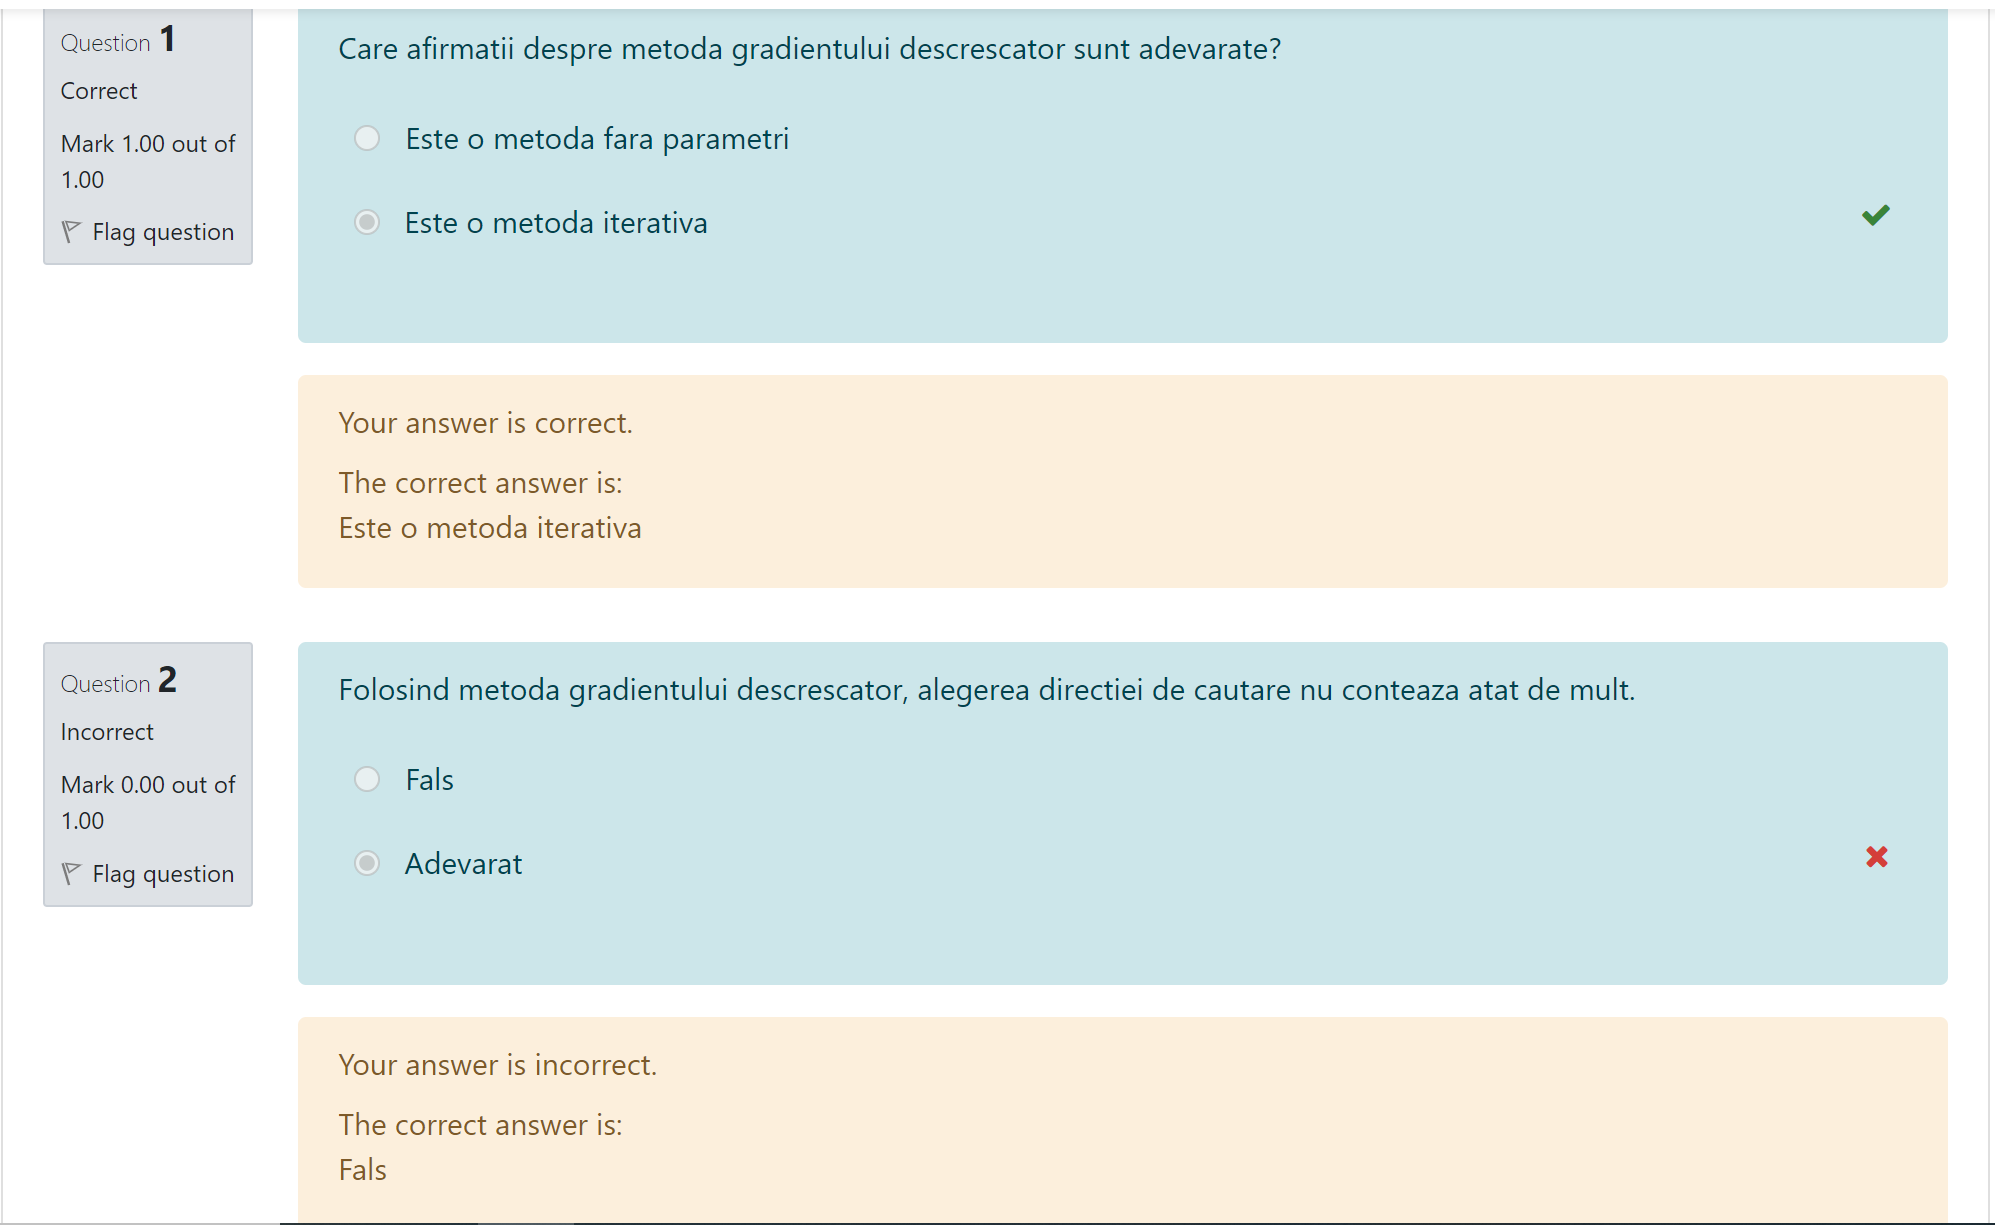 Question 1
Correct
Mark 1.00 out of
1.00
Flag question
Care afirmatii despre metoda gradientului descrescator sunt adevarate?
Este o metoda fara parametri
Este o metoda iterativa
Your answer is correct.
The correct answer is:
Este o metoda iterativa
Question 2
Incorrect
Mark 0.00 out of
1.00
Flag question
Folosind metoda gradientului descrescator, alegerea directiei de cautare nu conteaza atat de mult.
Fals
Adevarat
Your answer is incorrect.
The correct answer is:
Fals